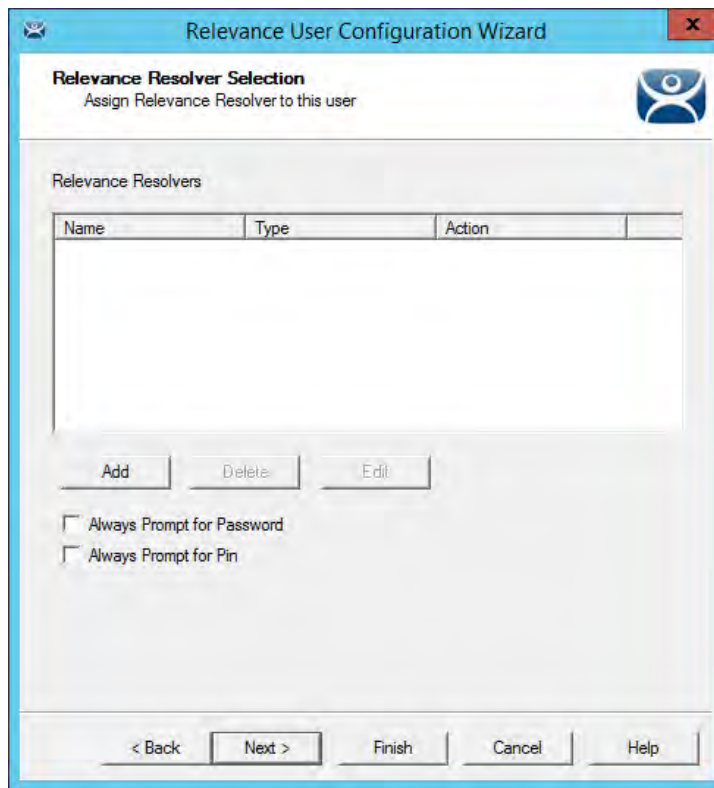 Relevance User Configuration Wizard
x
Relevance Resolver Selection
Assign Relevance Resolver to this user
Relevance Resolvers
Name Type Action
Add Delete Edit
Always Prompt for Password
Always Prompt for Pin
< Back Next > Finish Cancel Help